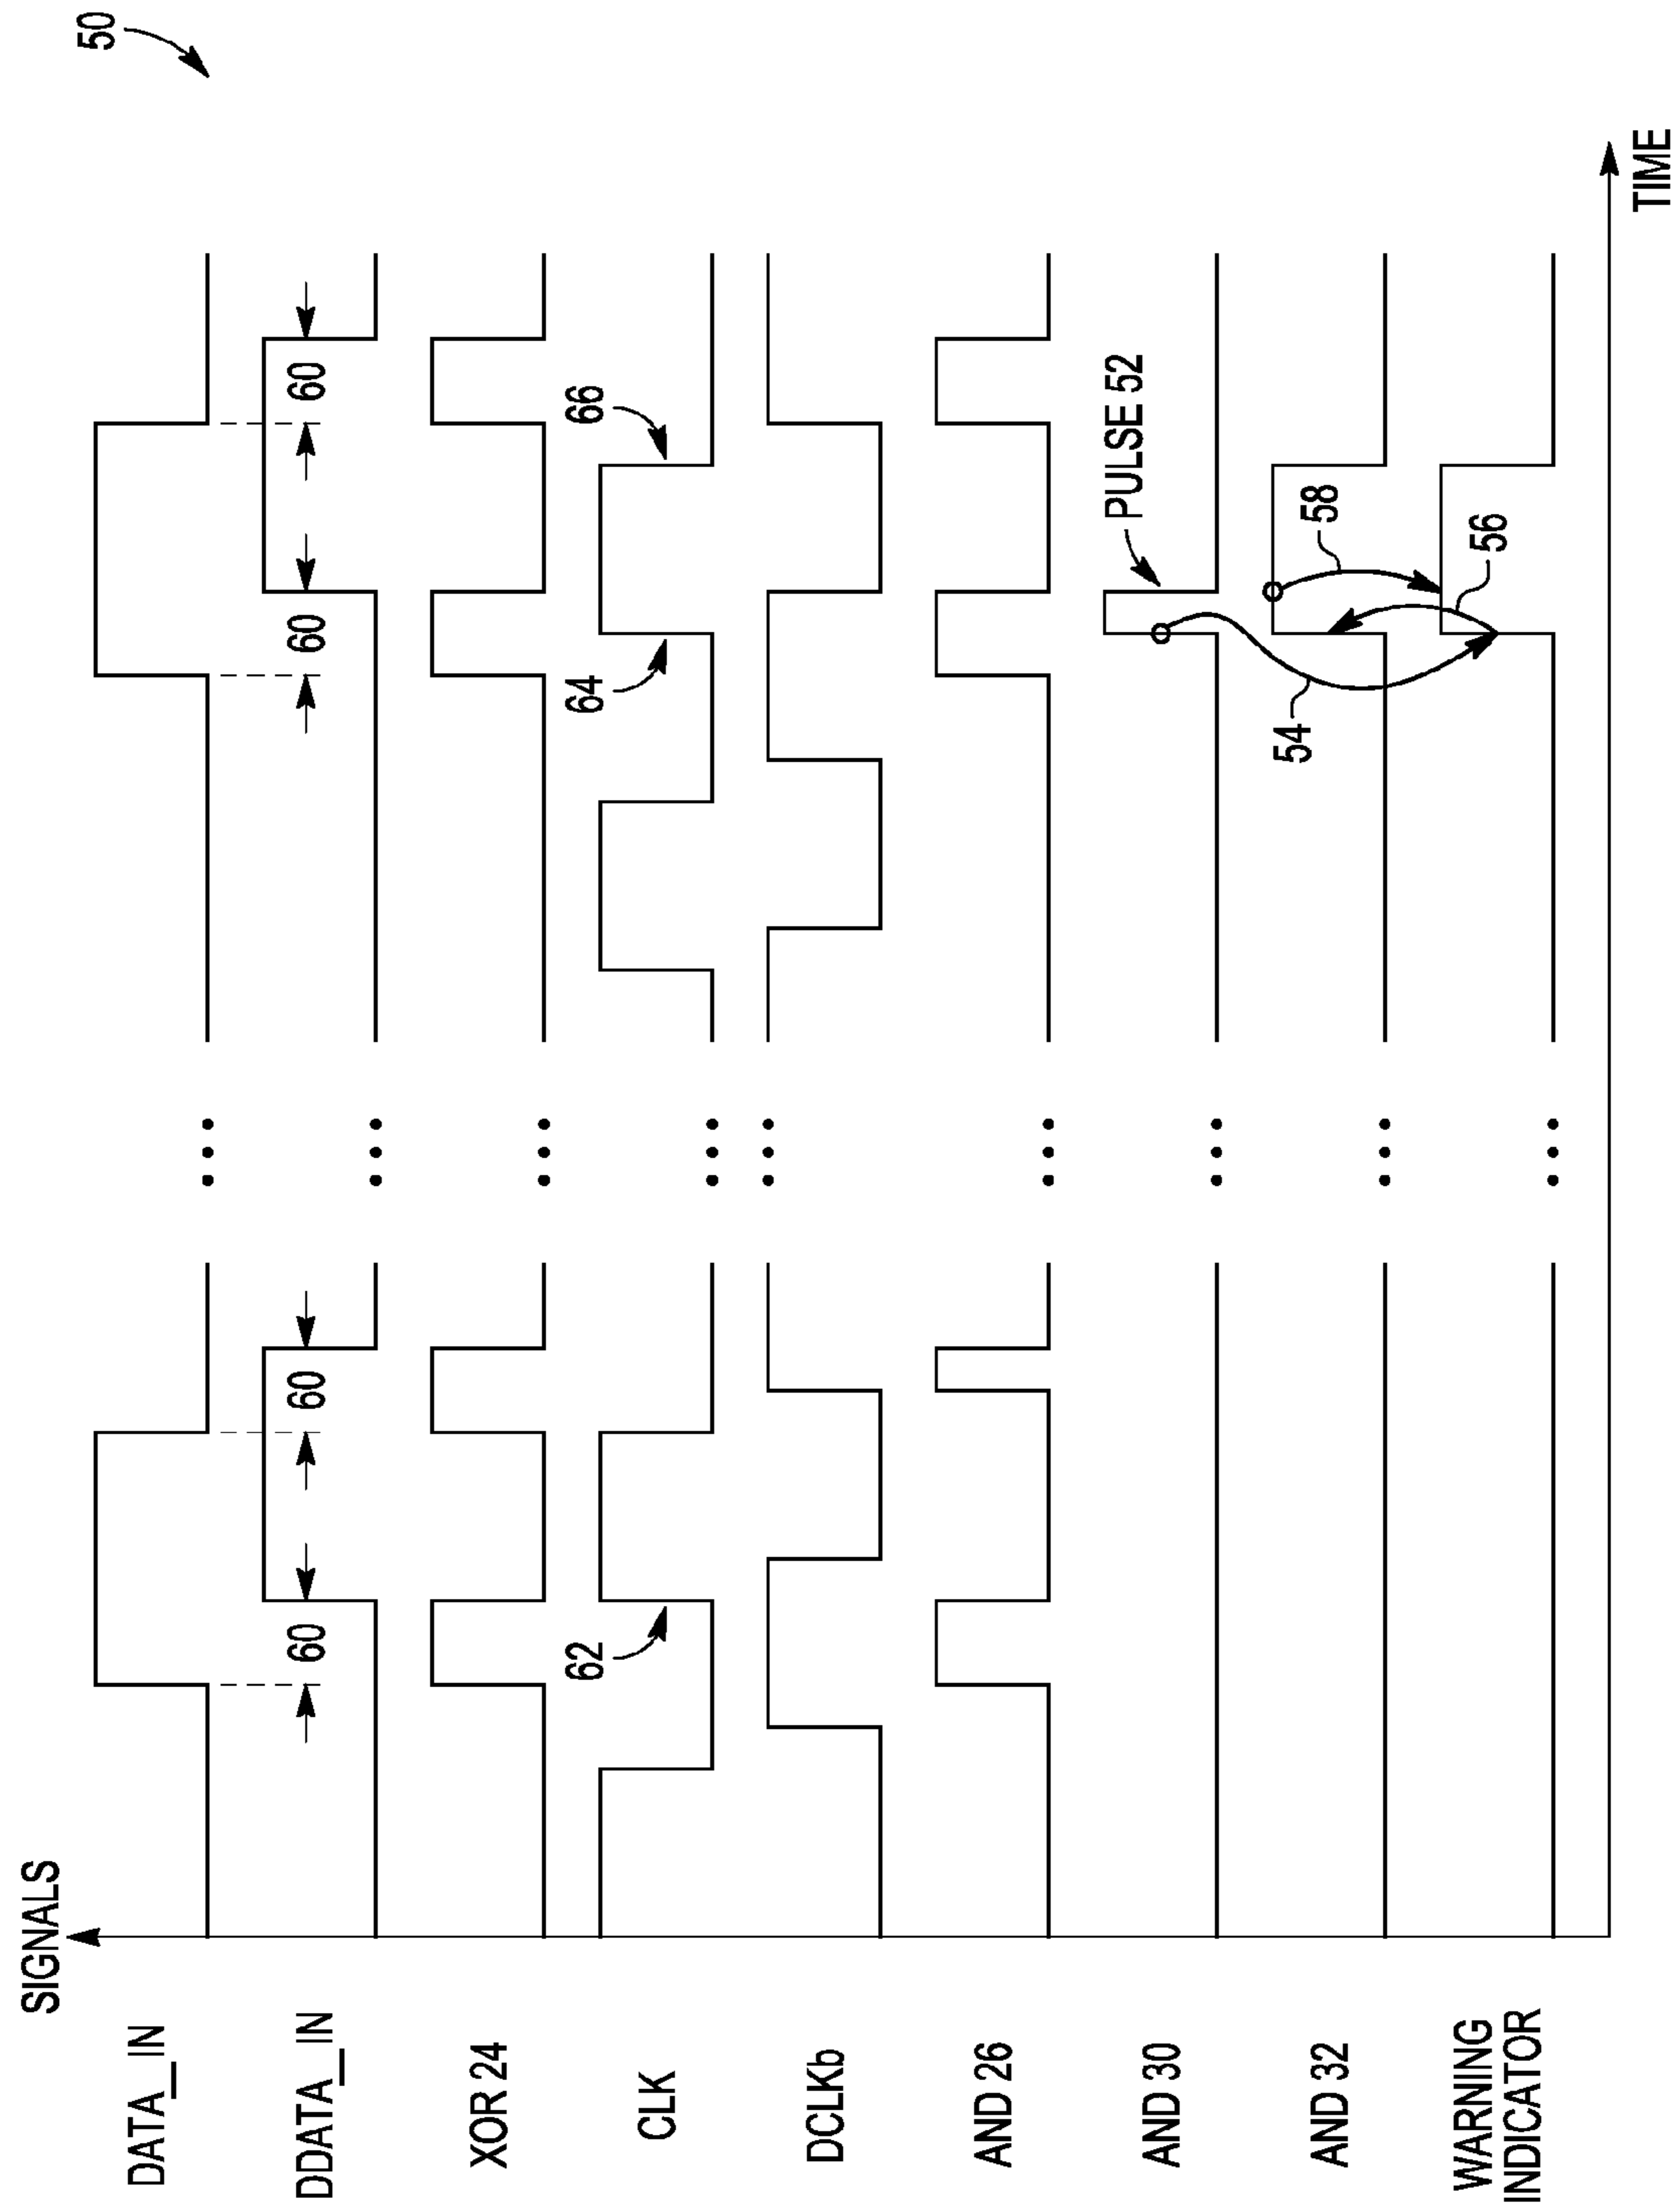 50
SIGNALS
DATA_IN
DDATA_IN
60
60
60
60
XOR 24
CLK
62
64
66
DCLKb
AND 26
AND 30
PULSE 52
AND 32
54
58
WARNING
INDICATOR
56
TIME